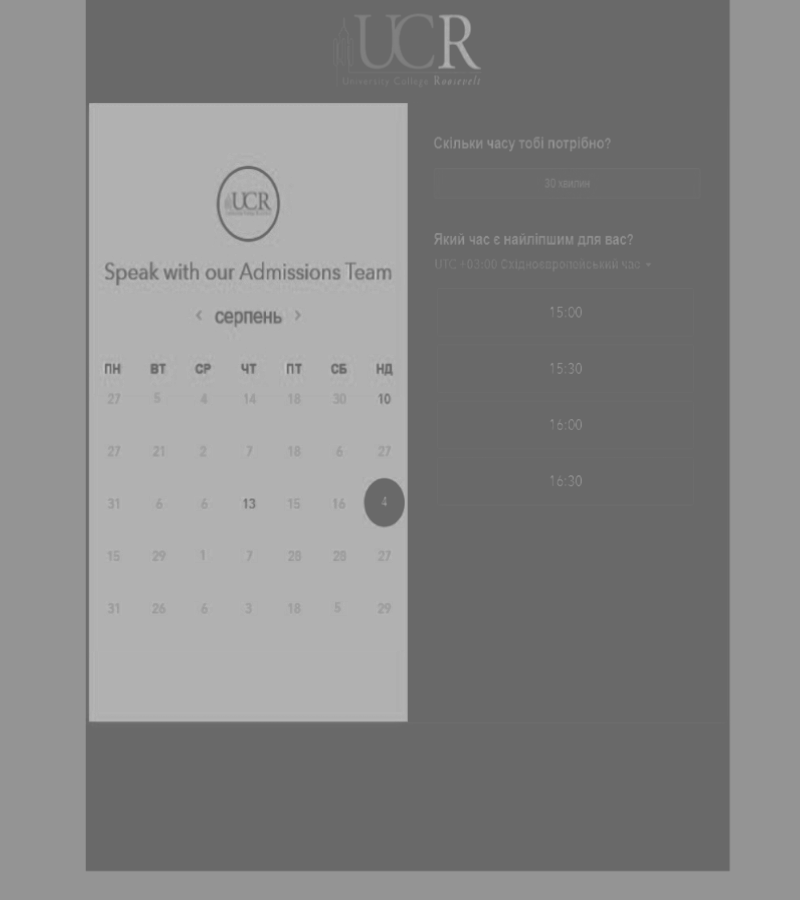 UCR
University College Roosevelt
UCR
Speak with our Admissions Team
‹ серпень ›
ПН ВТ СР ЧТ ПТ СБ НД
27 5 4 14 18 30 10
27 21 2 7 18 6 27
31 6 6 13 15 16 4
15 29 1 7 28 28 27
31 26 6 3 18 5 29
Скільки часу тобі потрібно?
30 хвилин
Який час є найліпшим для вас?
UTC +03:00 Східноєвропейський час
15:00
15:30
16:00
16:30